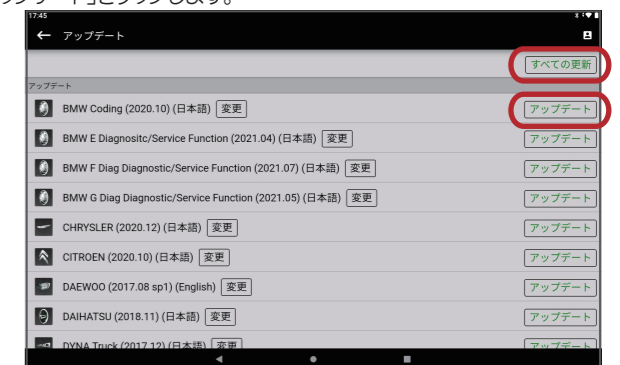 アップデート」をクリックします。
17:45
アップデート
すべての更新
アップデート
BMW Coding (2020.10) (日本語) 変更 アップデート
BMW E Diagnositc/Service Function (2021.04) (日本語) 変更 アップデート
BMW F Diag Diagnostic/Service Function (2021.07) (日本語) 変更 アップデート
BMW G Diag Diagnostic/Service Function (2021.05) (日本語) 変更 アップデート
CHRYSLER (2020.12) (日本語) 変更 アップデート
CITROEN (2020.10) (日本語) 変更 アップデート
DAEWOO (2017.08 sp1) (English) 変更 アップデート
DAIHATSU (2018.11) (日本語) 変更 アップデート
DYNA Truck (2017.12) (日本語) 変更 アップデート